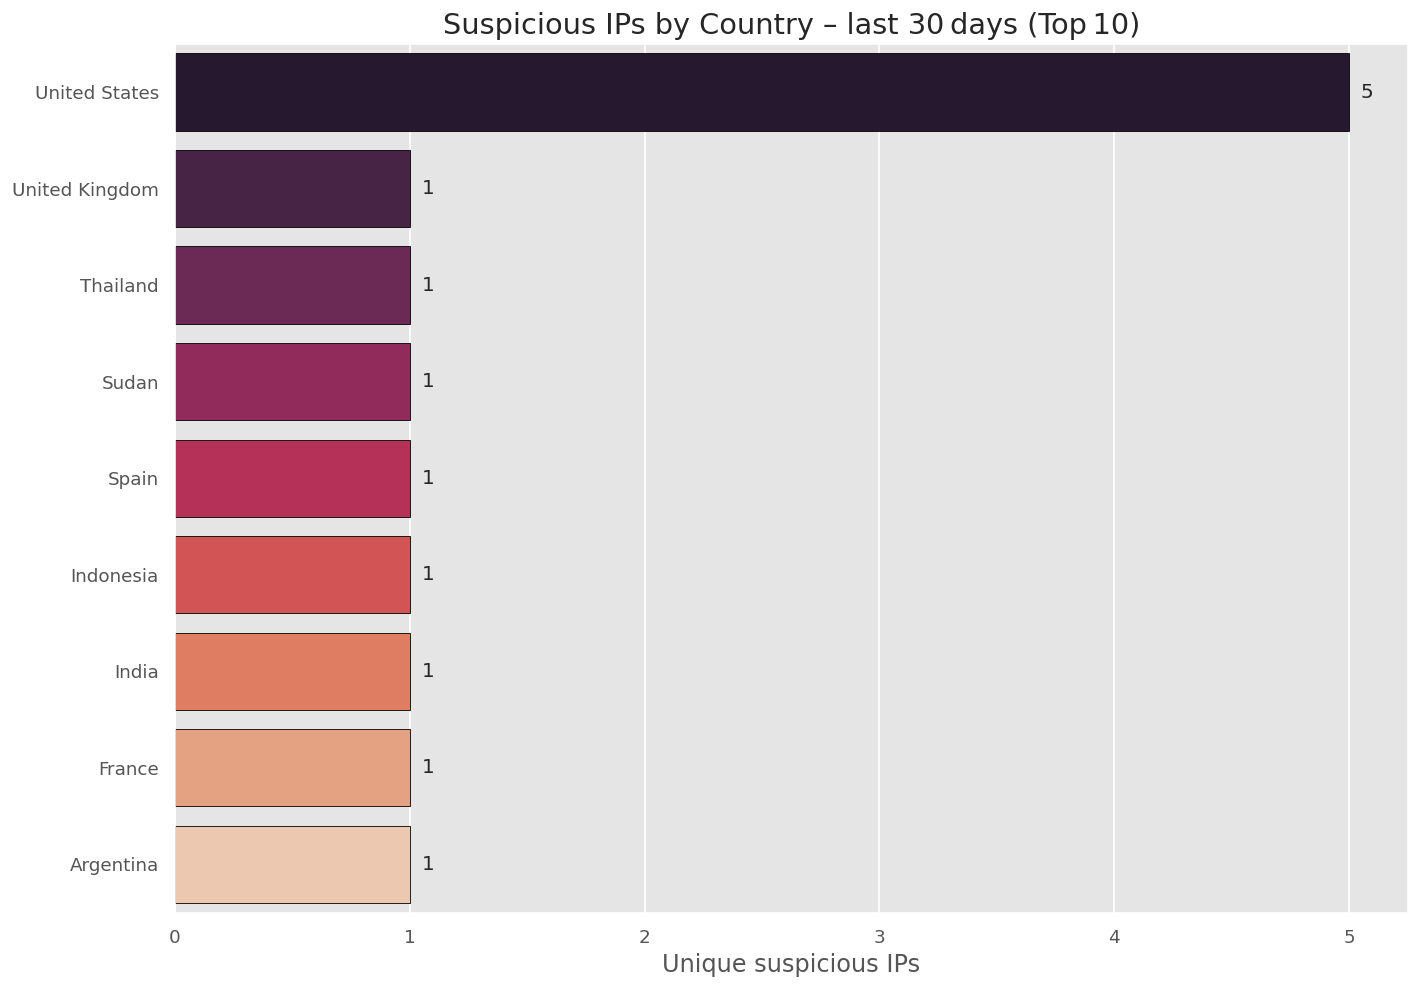 Suspicious IPs by Country – last 30 days (Top 10)
United States
5
United Kingdom
1
Thailand
1
Sudan
1
Spain
1
Indonesia
1
India
1
France
1
Argentina
1
0 1 2 3 4 5
Unique suspicious IPs